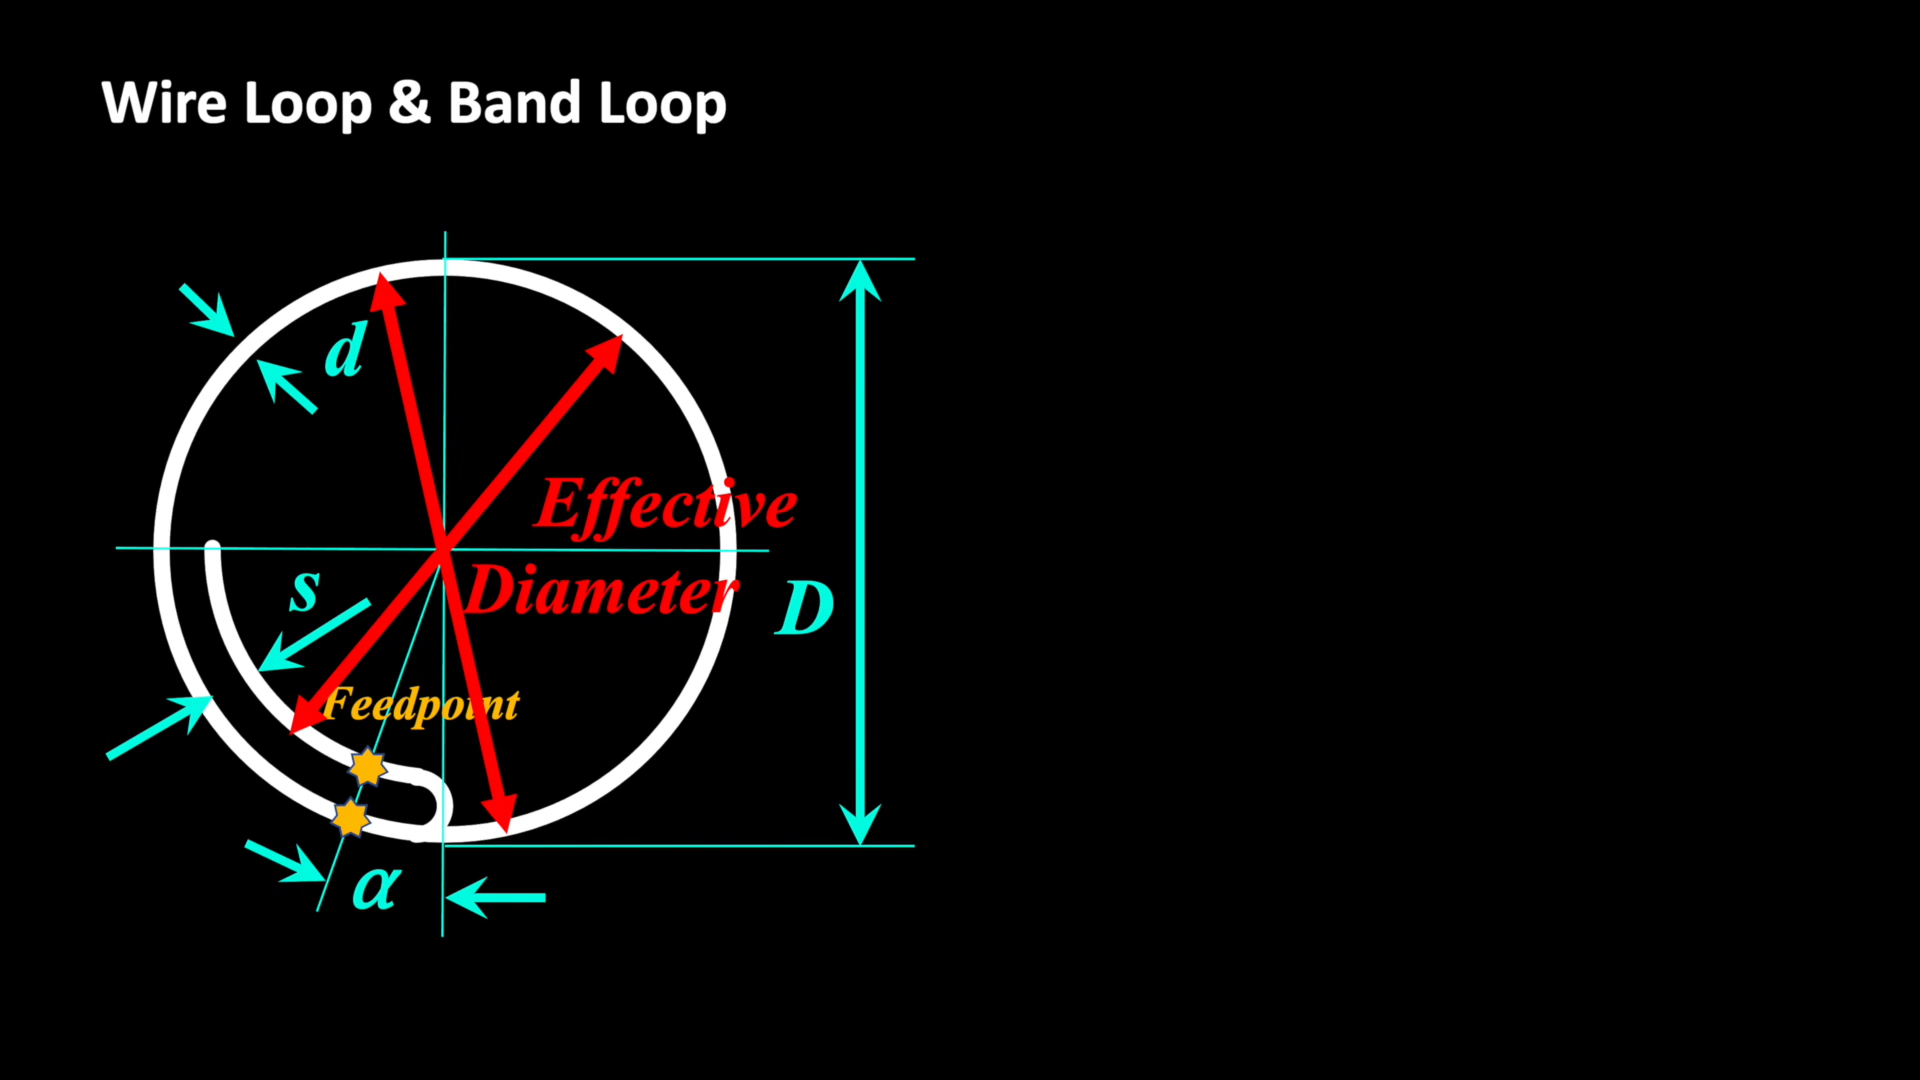 Wire Loop & Band Loop
d
Effective
Diameter
s
D
Feedpoint
α